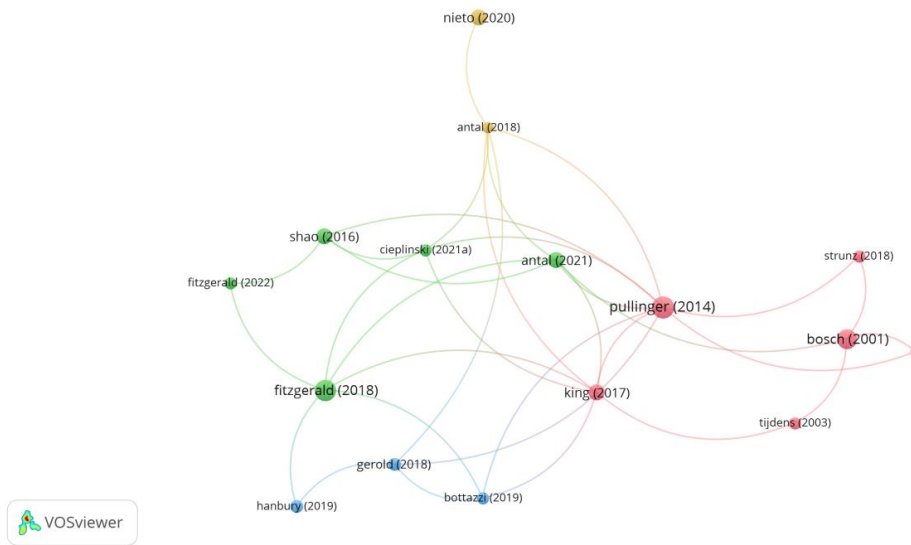 nieto (2020)
antal (2018)
shao (2016)
cieplinski (2021a)
antal (2021)
strunz (2018)
fitzgerald (2022)
pullinger (2014)
bosch (2001)
fitzgerald (2018)
king (2017)
tijdens (2003)
gerold (2018)
bottazzi (2019)
hanbury (2019)
VOSviewer